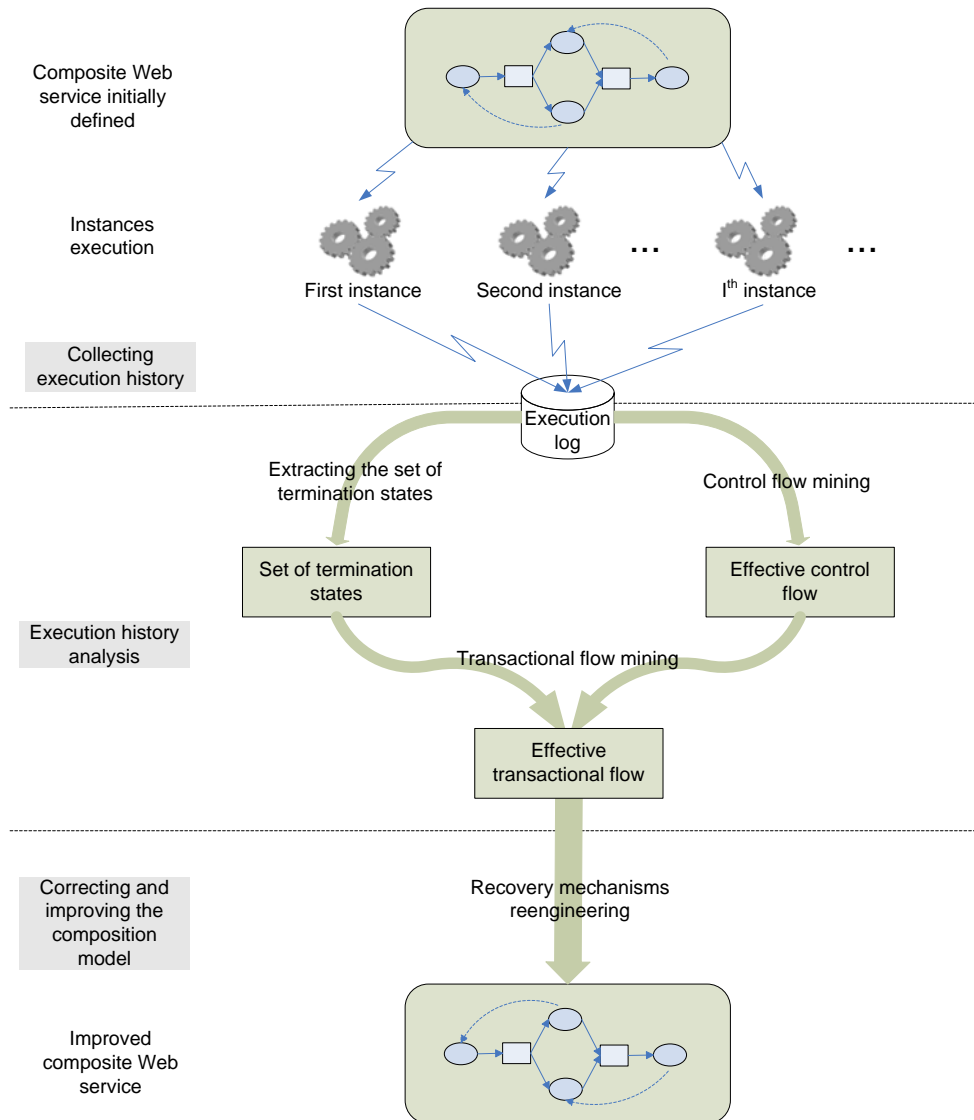 Composite Web
service initially
defined
Instances
execution
...
...
First instance
Second instance
Ith instance
Collecting
execution history
Execution
log
Extracting the set of
termination states
Control flow mining
Set of termination
states
Effective control
flow
Execution history
analysis
Transactional flow mining
Effective
transactional flow
Correcting and
improving the
composition
model
Recovery mechanisms
reengineering
Improved
composite Web
service